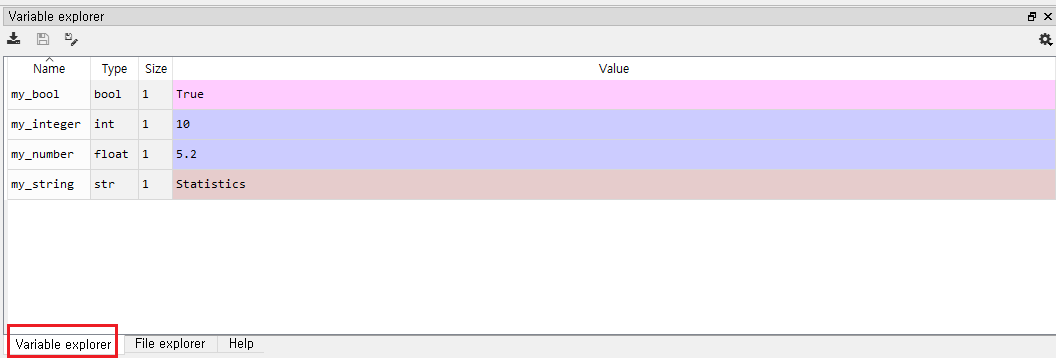 Variable explorer
Name Type Size Value
my_bool bool 1 True
my_integer int 1 10
my_number float 1 5.2
my_string str 1 Statistics
Variable explorer File explorer Help